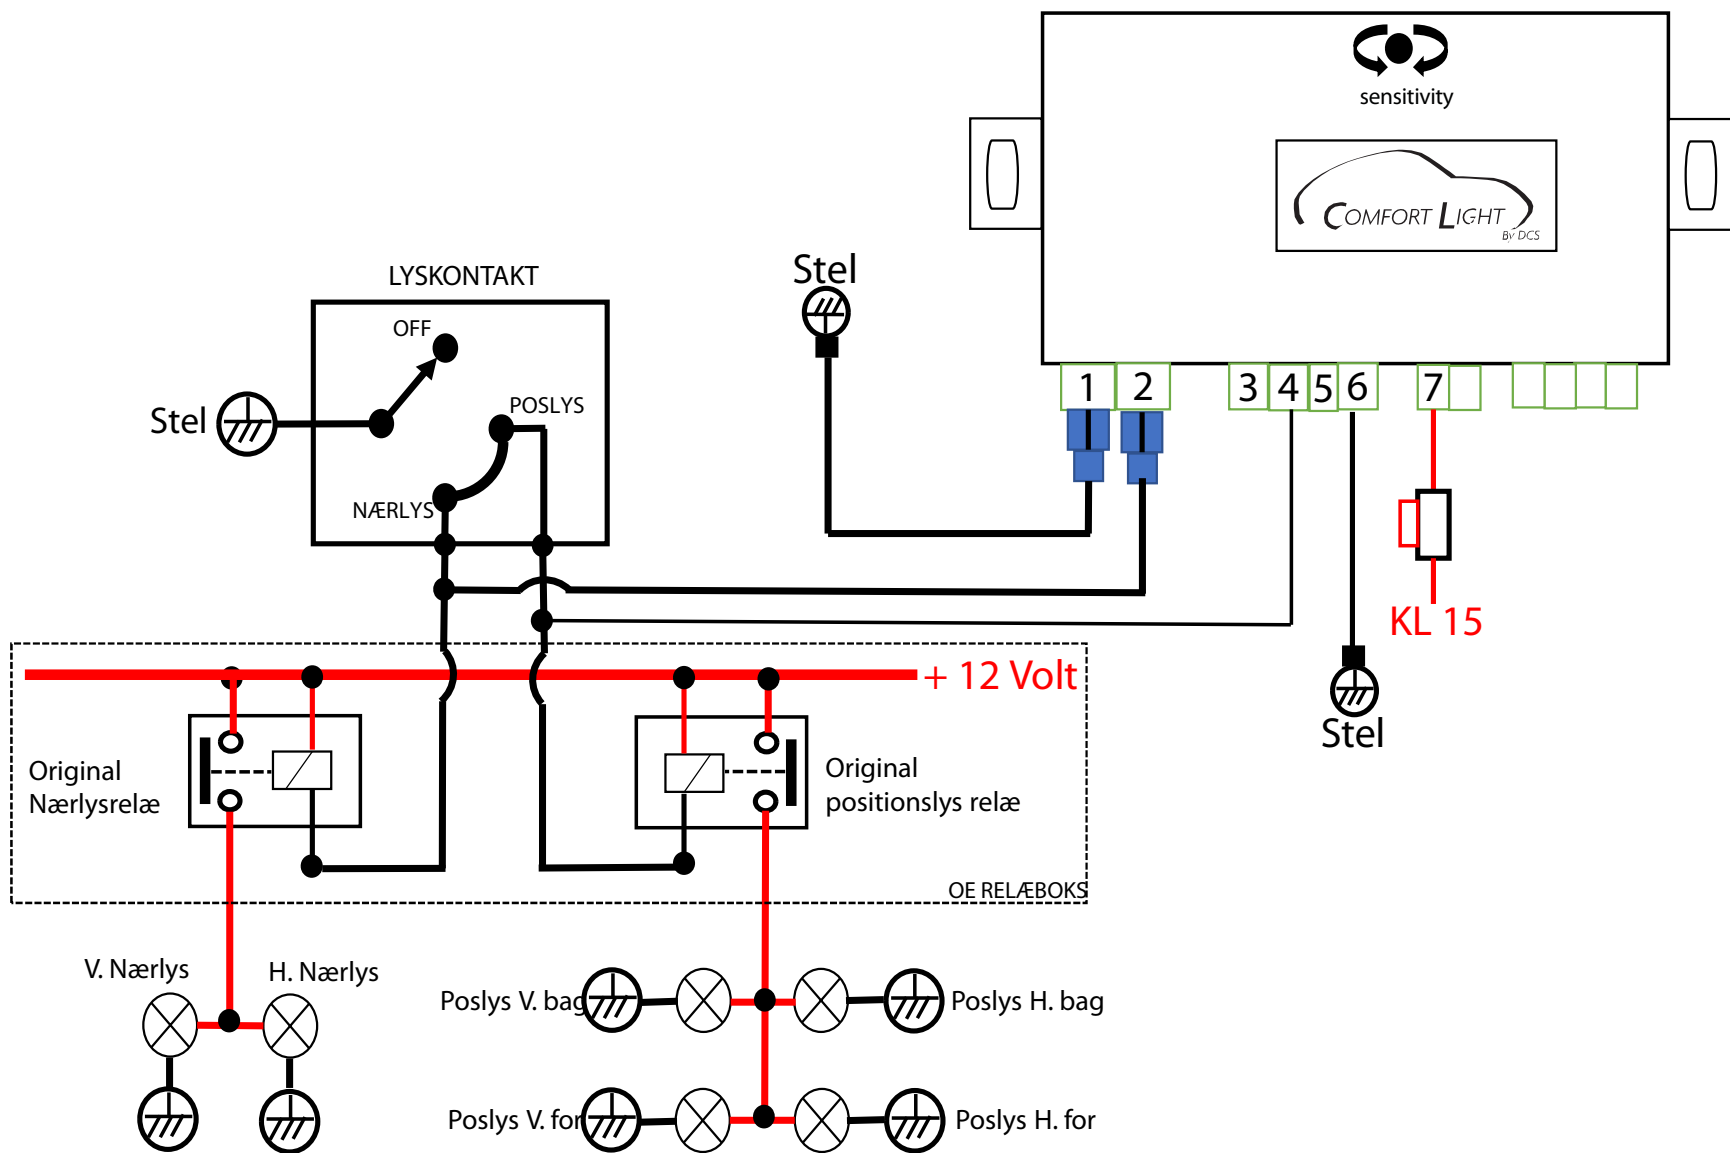 sensitivity
COMFORT LIGHT
BY DCS
LYSKONTAKT
OFF
POSLYS
NÆRLYS
Stel
Stel
1 2 3 4 5 6 7
KL 15
Stel
+ 12 Volt
Original
Nærlysrelæ
Original
positionslys relæ
OE RELÆBOKS
V. Nærlys
H. Nærlys
Poslys V. bag
Poslys H. bag
Poslys V. for
Poslys H. for